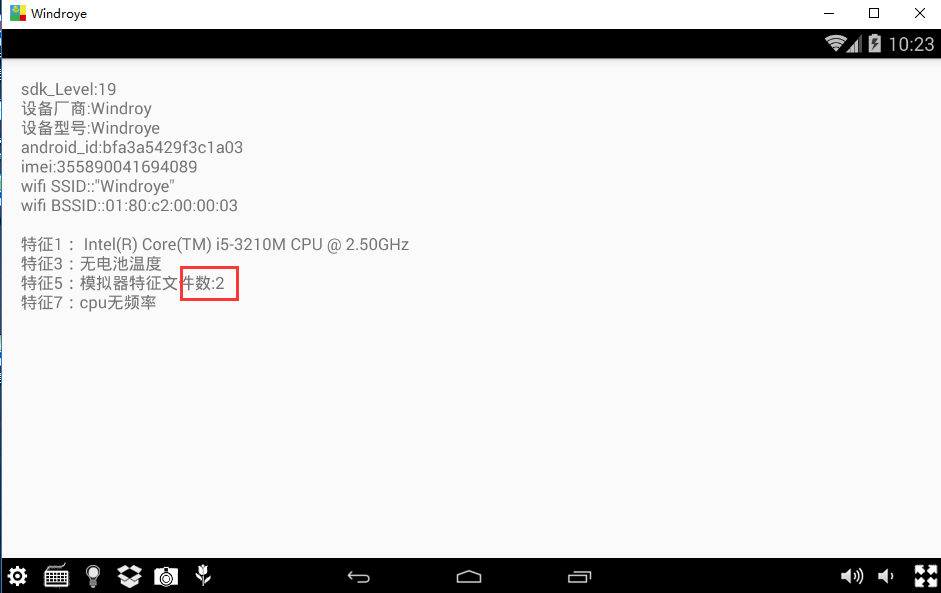 Windroye
10:23
sdk_Level:19
设备厂商:Windroy
设备型号:Windroye
android_id:bfa3a5429f3c1a03
imei:355890041694089
wifi SSID::"Windroye"
wifi BSSID::01:80:c2:00:00:03
特征1： Intel(R) Core(TM) i5-3210M CPU @ 2.50GHz
特征3：无电池温度
特征5：模拟器特征文件数:2
特征7：cpu无频率